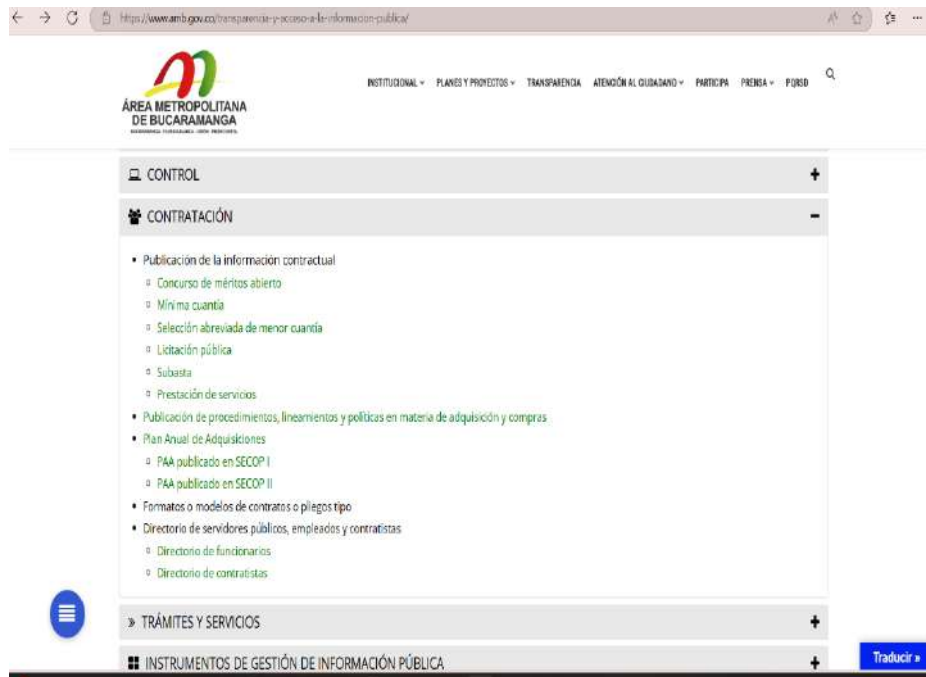 https://www.amb.gov.co/transparencia-y-acceso-a-la-informacion-publica/
ÁREA METROPOLITANA
DE BUCARAMANGA
INSTITUCIONAL PLANES Y PROYECTOS TRANSPARENCIA ATENCIÓN AL CIUDADANO PARTICIPA PRENSA PQRSD
CONTROL
CONTRATACIÓN
Publicación de la información contractual
Concurso de méritos abierto
Mínima cuantía
Selección abreviada de menor cuantía
Licitación pública
Subasta
Prestación de servicios
Publicación de procedimientos, lineamientos y políticas en materia de adquisición y compras
Plan Anual de Adquisiciones
PAA publicado en SECOP I
PAA publicado en SECOP II
Formatos o modelos de contratos o pliegos tipo
Directorio de servidores públicos, empleados y contratistas
Directorio de funcionarios
Directorio de contratistas
» TRÁMITES Y SERVICIOS
INSTRUMENTOS DE GESTIÓN DE INFORMACIÓN PÚBLICA
Traducir »